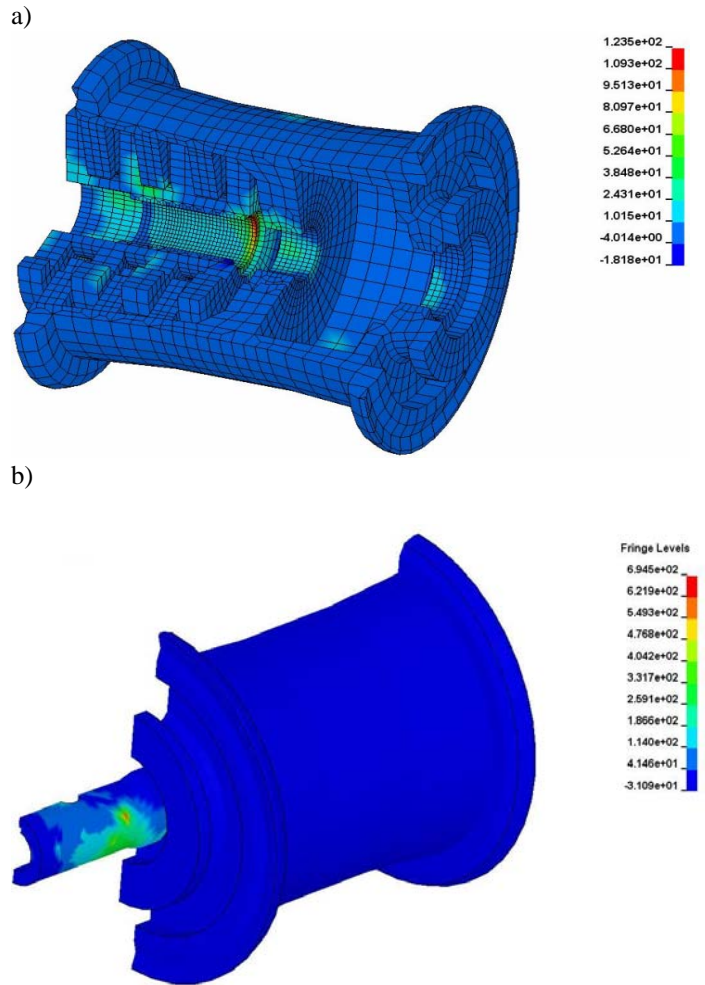 a)
1.235e+02
1.093e+02
9.513e+01
8.097e+01
6.680e+01
5.264e+01
3.848e+01
2.431e+01
1.015e+01
-4.014e+00
-1.818e+01
b)
Fringe Levels
6.945e+02
6.219e+02
5.493e+02
4.768e+02
4.042e+02
3.317e+02
2.591e+02
1.866e+02
1.140e+02
4.146e+01
-3.109e+01